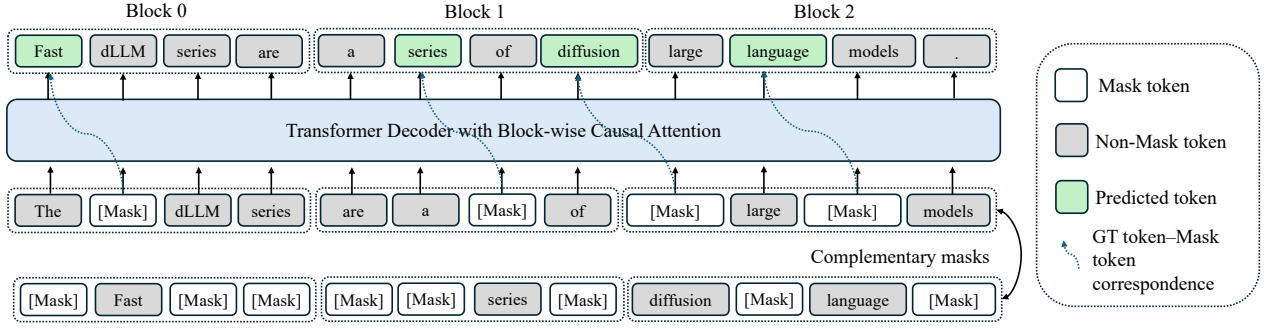 Block 0 Block 1 Block 2
Fast dLLM series are a series of diffusion large language models .
Transformer Decoder with Block-wise Causal Attention
The [Mask] dLLM series are a [Mask] of [Mask] large [Mask] models
Complementary masks
[Mask] Fast [Mask] [Mask] [Mask] [Mask] series [Mask] diffusion [Mask] language [Mask]
Mask token
Non-Mask token
Predicted token
GT token–Mask
token
correspondence